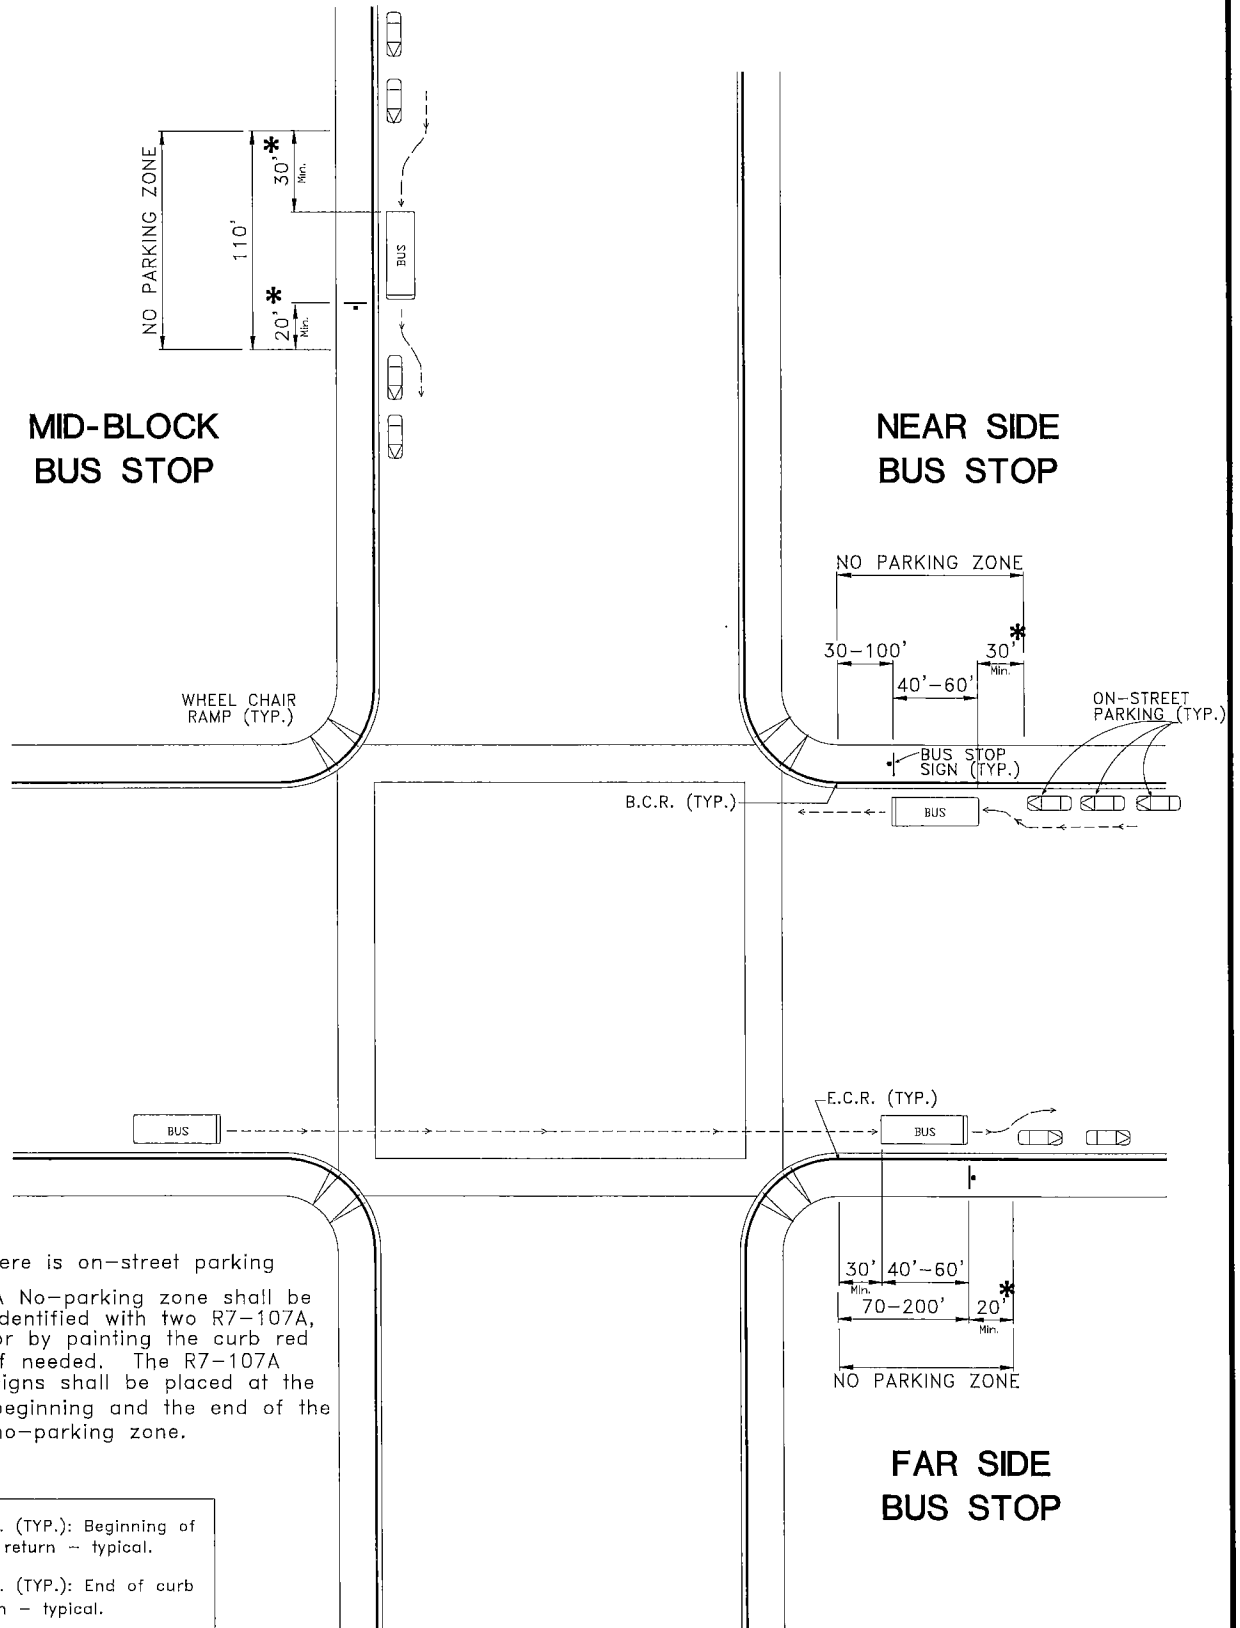 NO PARKING ZONE
110'
30'*
Min.
20'*
Min.
BUS
MID-BLOCK
BUS STOP
NEAR SIDE
BUS STOP
NO PARKING ZONE
30-100'
30'*
Min.
40'-60'
WHEEL CHAIR
RAMP (TYP.)
ON-STREET
PARKING (TYP.)
BUS STOP
SIGN (TYP.)
B.C.R. (TYP.)
BUS
E.C.R. (TYP.)
BUS
BUS
30' 40'-60'
Min.
70-200' 20'*
Min.
NO PARKING ZONE
FAR SIDE
BUS STOP
ere is on-street parking
A No-parking zone shall be
dentified with two R7-107A,
or by painting the curb red
f needed. The R7-107A
igns shall be placed at the
beginning and the end of the
no-parking zone.
. (TYP.): Beginning of
return - typical.
. (TYP.): End of curb
n - typical.